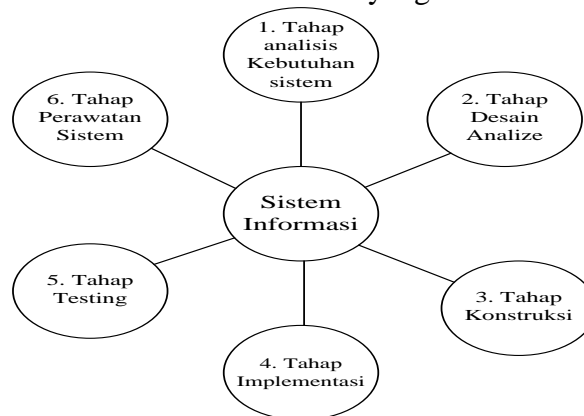 1. Tahap
analisis
Kebutuhan
sistem
2. Tahap
Desain
Analize
3. Tahap
Konstruksi
4. Tahap
Implementasi
5. Tahap
Testing
6. Tahap
Perawatan
Sistem
Sistem
Informasi